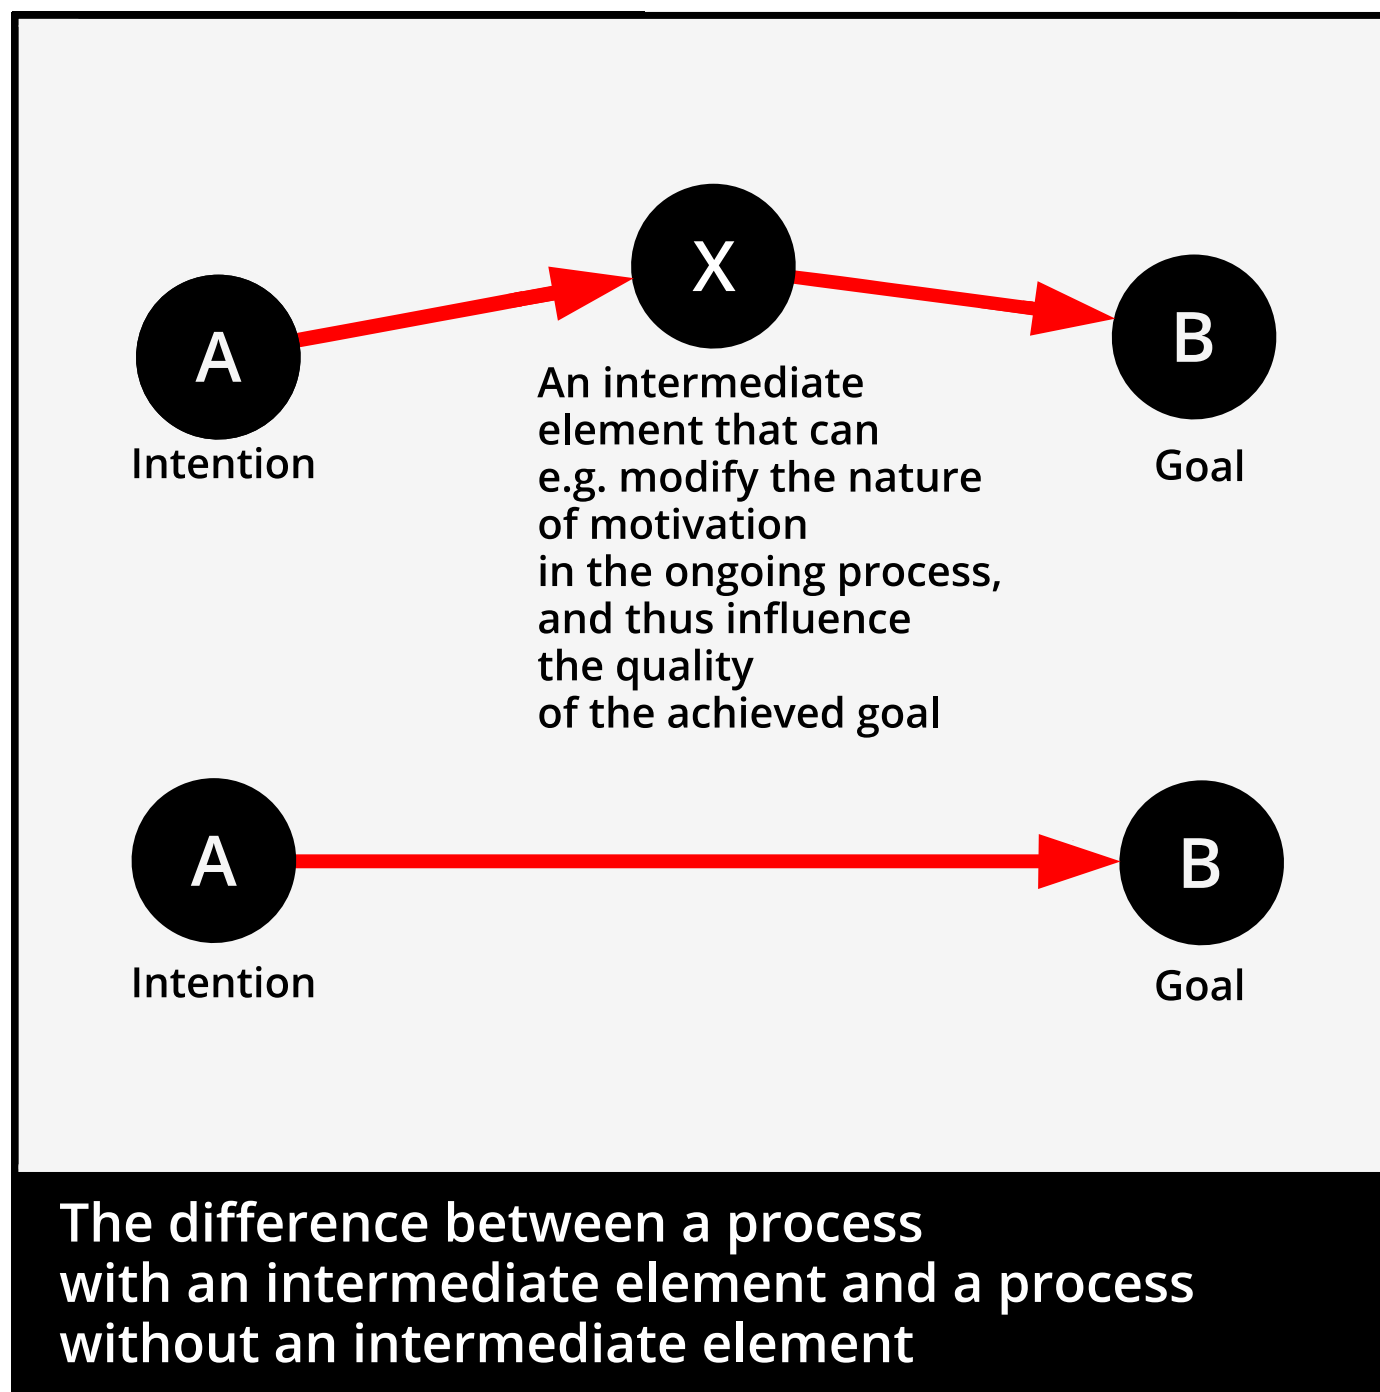 X
A
B
An intermediate
element that can
e.g. modify the nature
of motivation
in the ongoing process,
and thus influence
the quality
of the achieved goal
Intention
Goal
A
B
Intention
Goal
The difference between a process
with an intermediate element and a process
without an intermediate element